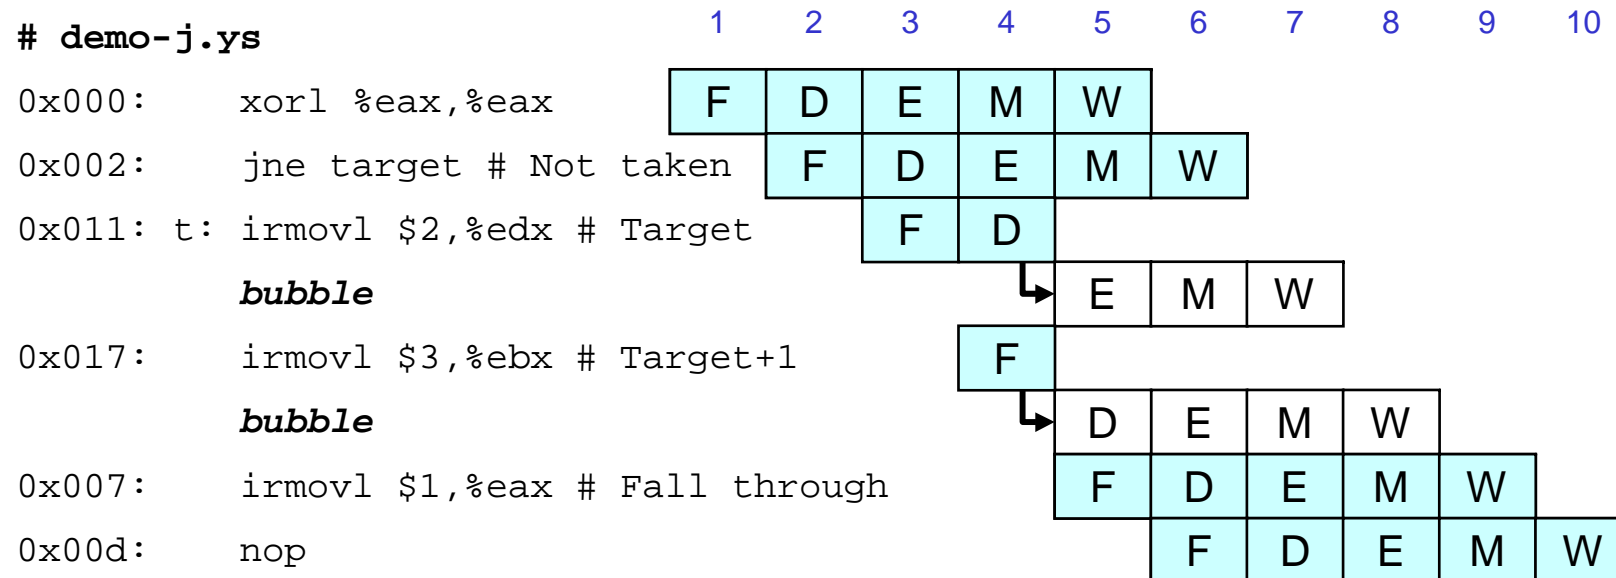 1 2 3 4 5 6 7 8 9 10
# demo-j.ys
0x000: xorl %eax,%eax F D E M W
0x002: jne target # Not taken F D E M W
0x011: t: irmovl $2,%edx # Target F D
bubble E M W
0x017: irmovl $3,%ebx # Target+1 F
bubble D E M W
0x007: irmovl $1,%eax # Fall through F D E M W
0x00d: nop F D E M W